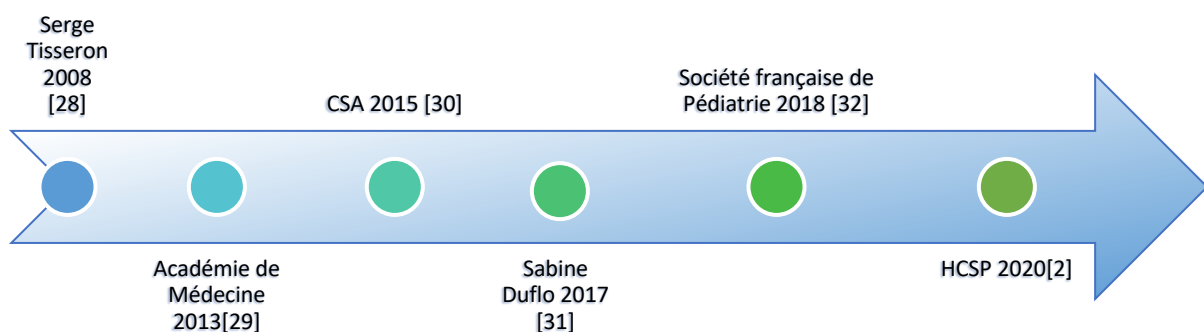 Serge
Tisseron
2008
[28]
CSA 2015 [30]
Société française de
Pédiatrie 2018 [32]
Académie de
Médecine
2013[29]
Sabine
Duflo 2017
[31]
HCSP 2020[2]